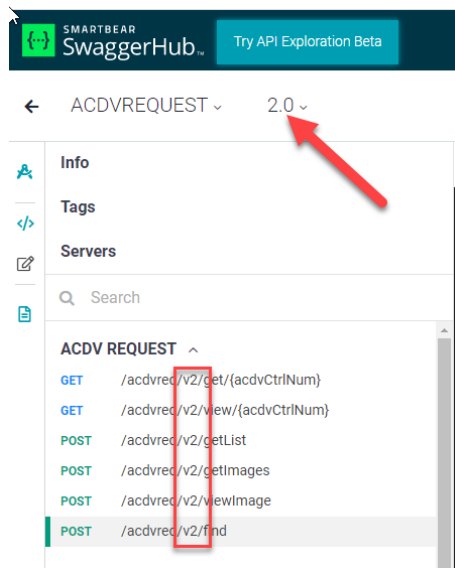 SMARTBEAR
{···} SwaggerHub™ Try API Exploration Beta
ACDVREQUEST 2.0
Info
Tags
</> Servers
Search
ACDV REQUEST
GET /acdvreq/v2/get/{acdvCtrlNum}
GET /acdvreq/v2/view/{acdvCtrlNum}
POST /acdvreq/v2/getList
POST /acdvreq/v2/getImages
POST /acdvreq/v2/viewImage
POST /acdvreq/v2/find